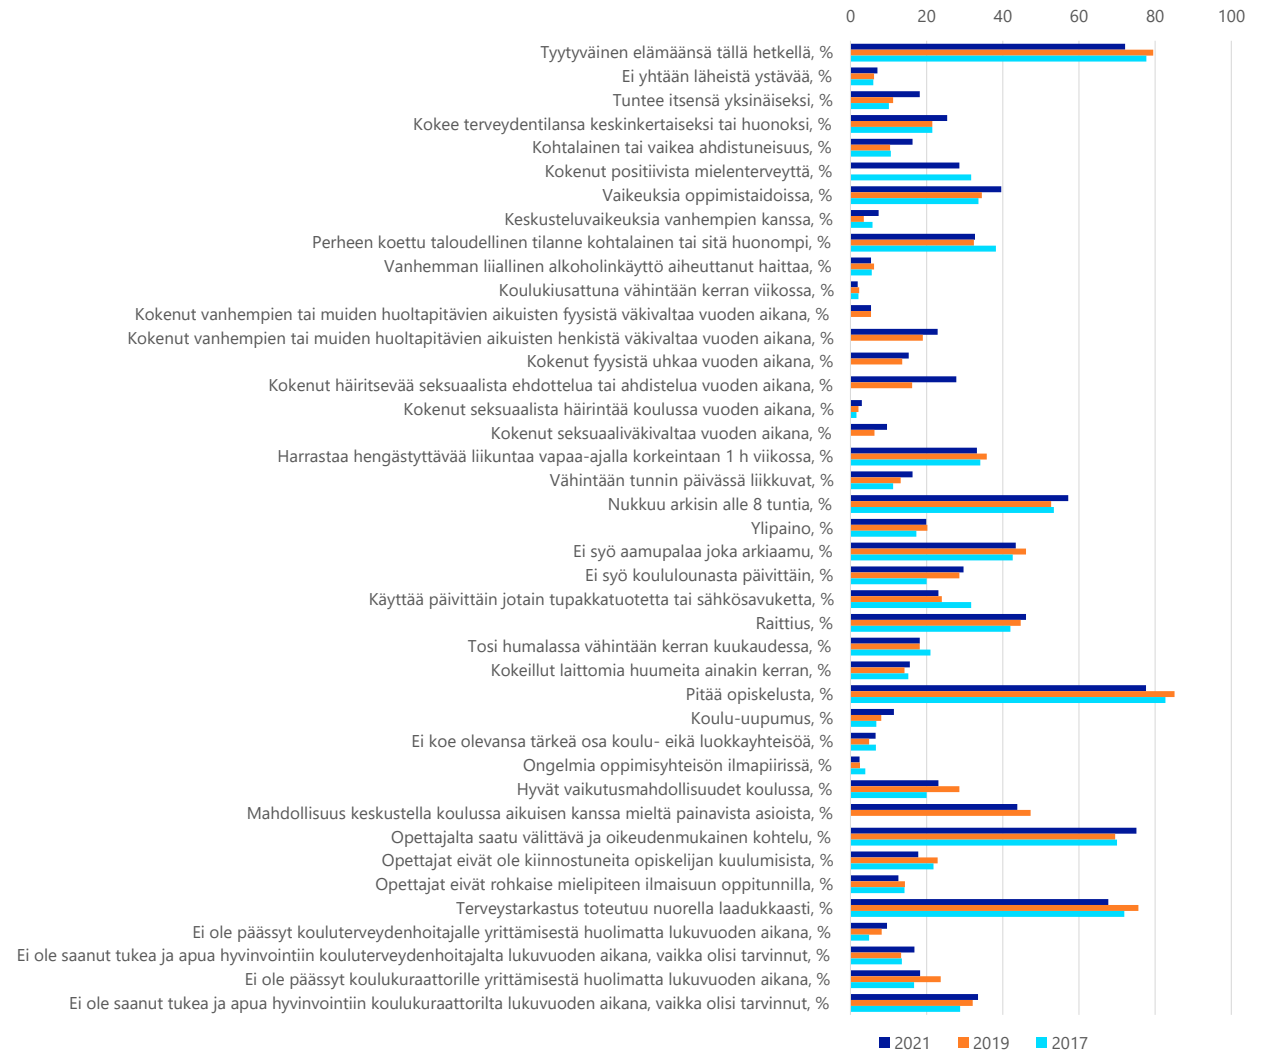 0 20 40 60 80 100
Tyytyväinen elämäänsä tällä hetkellä, %
Ei yhtään läheistä ystävää, %
Tuntee itsensä yksinäiseksi, %
Kokee terveydentilansa keskinkertaiseksi tai huonoksi, %
Kohtalainen tai vaikea ahdistuneisuus, %
Kokenut positiivista mielenterveyttä, %
Vaikeuksia oppimistaidoissa, %
Keskusteluvaikeuksia vanhempien kanssa, %
Perheen koettu taloudellinen tilanne kohtalainen tai sitä huonompi, %
Vanhemman liiallinen alkoholinkäyttö aiheuttanut haittaa, %
Koulukiusattuna vähintään kerran viikossa, %
Kokenut vanhempien tai muiden huoltapitävien aikuisten fyysistä väkivaltaa vuoden aikana, %
Kokenut vanhempien tai muiden huoltapitävien aikuisten henkistä väkivaltaa vuoden aikana, %
Kokenut fyysistä uhkaa vuoden aikana, %
Kokenut häiritsevää seksuaalista ehdottelua tai ahdistelua vuoden aikana, %
Kokenut seksuaalista häirintää koulussa vuoden aikana, %
Kokenut seksuaaliväkivaltaa vuoden aikana, %
Harrastaa hengästyttävää liikuntaa vapaa-ajalla korkeintaan 1 h viikossa, %
Vähintään tunnin päivässä liikkuvat, %
Nukkuu arkisin alle 8 tuntia, %
Ylipaino, %
Ei syö aamupalaa joka arkiaamu, %
Ei syö koululounasta päivittäin, %
Käyttää päivittäin jotain tupakkatuotetta tai sähkösavuketta, %
Raittius, %
Tosi humalassa vähintään kerran kuukaudessa, %
Kokeillut laittomia huumeita ainakin kerran, %
Pitää opiskelusta, %
Koulu-uupumus, %
Ei koe olevansa tärkeä osa koulu- eikä luokkayhteisöä, %
Ongelmia oppimisyhteisön ilmapiirissä, %
Hyvät vaikutusmahdollisuudet koulussa, %
Mahdollisuus keskustella koulussa aikuisen kanssa mieltä painavista asioista, %
Opettajalta saatu välittävä ja oikeudenmukainen kohtelu, %
Opettajat eivät ole kiinnostuneita opiskelijan kuulumisista, %
Opettajat eivät rohkaise mielipiteen ilmaisuun oppitunnilla, %
Terveystarkastus toteutuu nuorella laadukkaasti, %
Ei ole päässyt kouluterveydenhoitajalle yrittämisestä huolimatta lukuvuoden aikana, %
Ei ole saanut tukea ja apua hyvinvointiin kouluterveydenhoitajalta lukuvuoden aikana, vaikka olisi tarvinnut, %
Ei ole päässyt koulukuraattorille yrittämisestä huolimatta lukuvuoden aikana, %
Ei ole saanut tukea ja apua hyvinvointiin koulukuraattorilta lukuvuoden aikana, vaikka olisi tarvinnut, %
2021 2019 2017